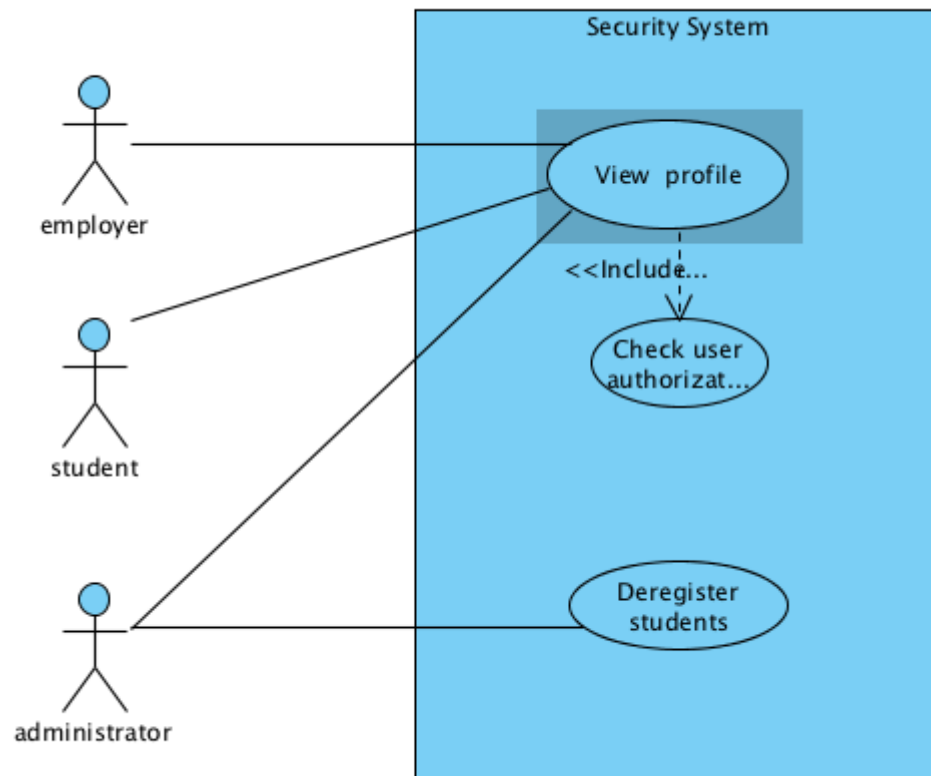 Security System
employer
View profile
<<Include...
student
Check user
authorizat...
administrator
Deregister
students